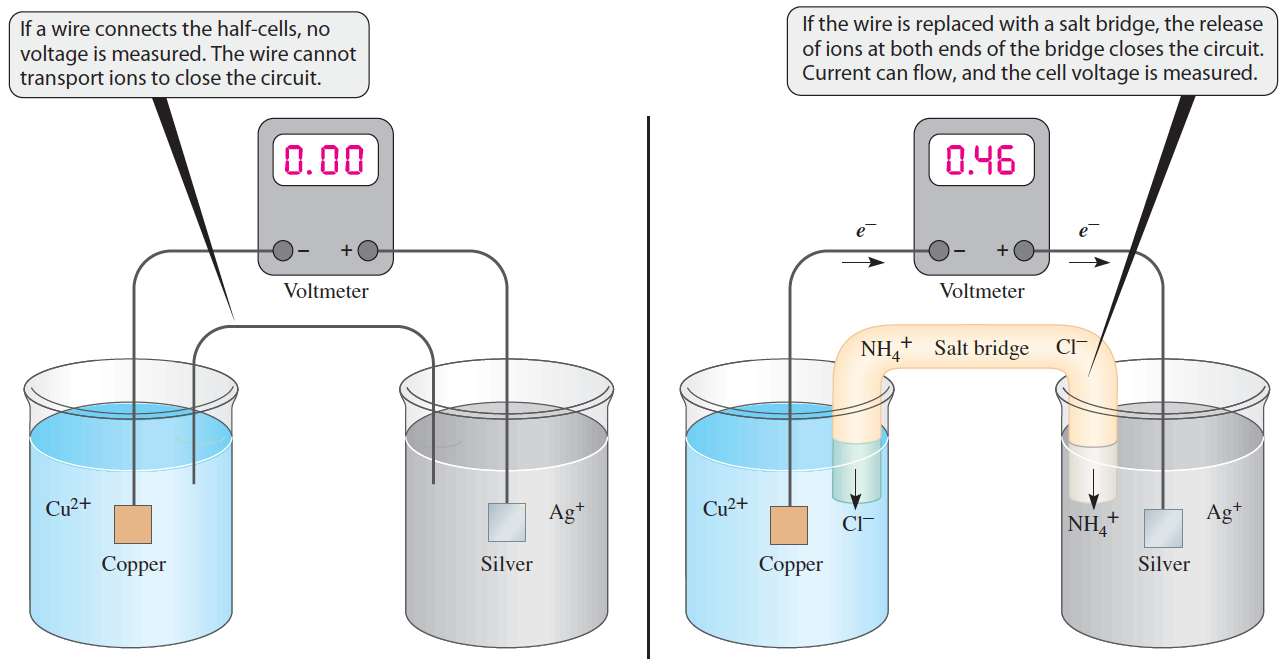 If a wire connects the half-cells, no
voltage is measured. The wire cannot
transport ions to close the circuit.
0.00
− +
Voltmeter
Cu²⁺
Copper
Ag⁺
Silver
If the wire is replaced with a salt bridge, the release
of ions at both ends of the bridge closes the circuit.
Current can flow, and the cell voltage is measured.
0.46
e⁻
− +
e⁻
Voltmeter
NH₄⁺ Salt bridge Cl⁻
Cu²⁺
Copper
Cl⁻
NH₄⁺
Ag⁺
Silver